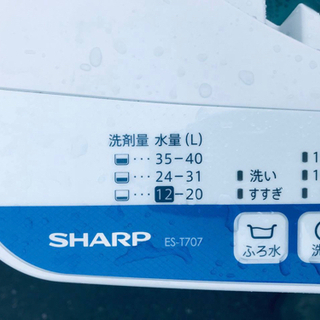 洗剤量 水量(L)
･･･35-40
･･･24-31
･･･12-20
洗い
すすぎ
SHARP ES-T707
ふろ水
洗